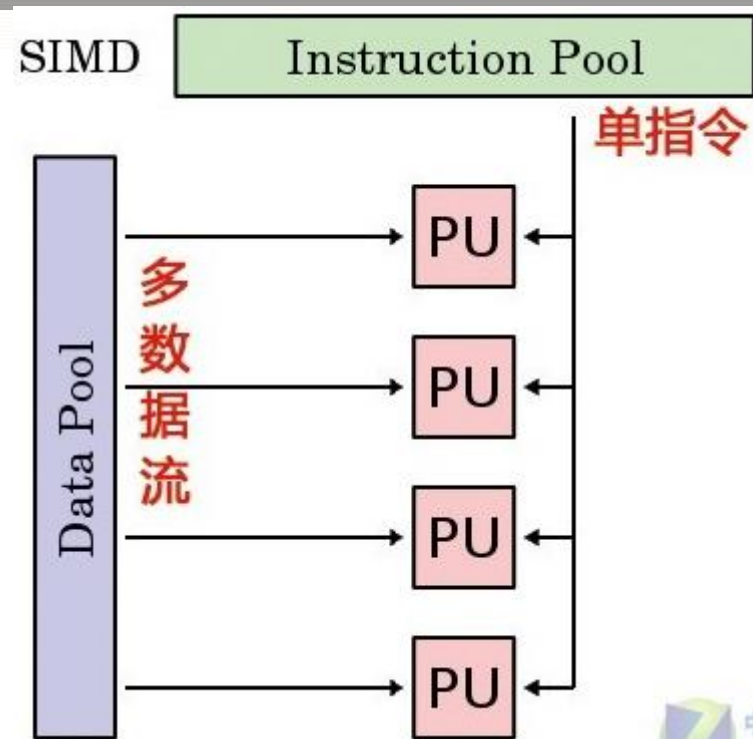 SIMD
Instruction Pool
单指令
PU
多数据流
Data Pool
PU
PU
PU